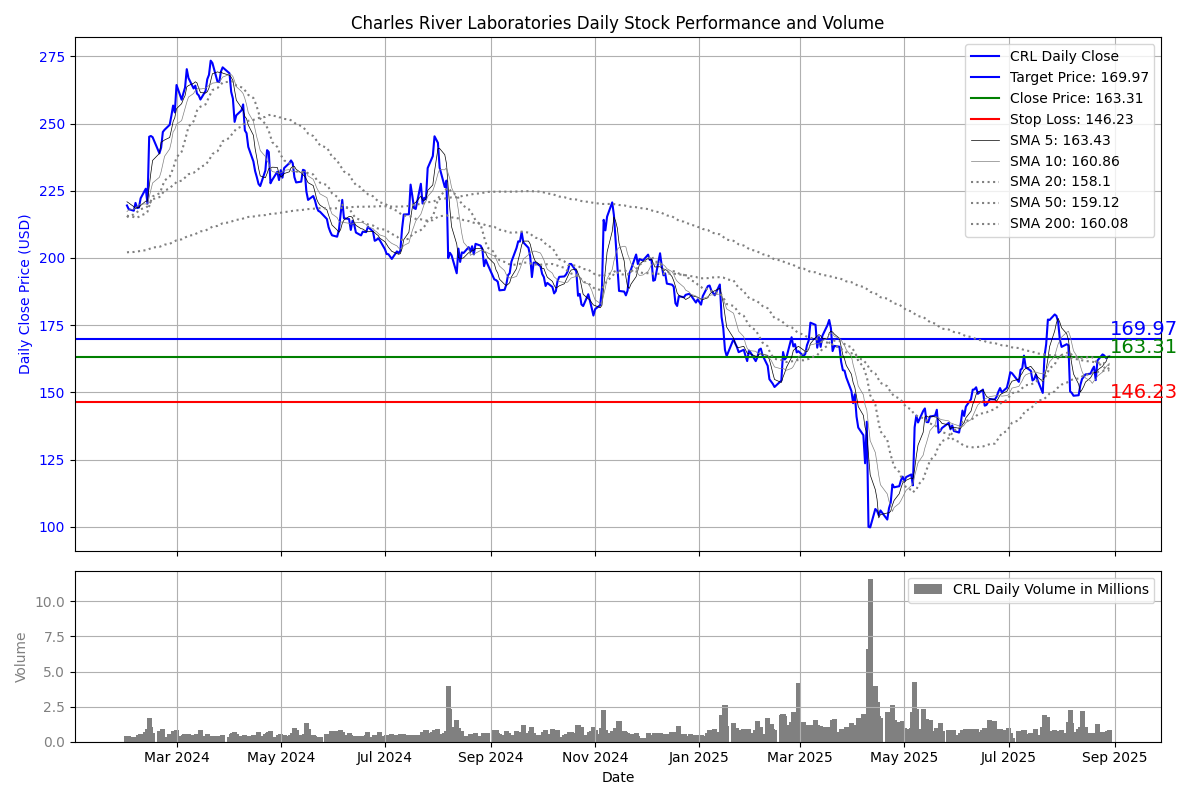 Charles River Laboratories Daily Stock Performance and Volume
Daily Close Price (USD)
275
250
225
200
175
150
125
100
CRL Daily Close
Target Price: 169.97
Close Price: 163.31
Stop Loss: 146.23
SMA 5: 163.43
SMA 10: 160.86
SMA 20: 158.1
SMA 50: 159.12
SMA 200: 160.08
169.97
163.31
146.23
Volume
10.0
7.5
5.0
2.5
0.0
CRL Daily Volume in Millions
Mar 2024 May 2024 Jul 2024 Sep 2024 Nov 2024 Jan 2025 Mar 2025 May 2025 Jul 2025 Sep 2025
Date